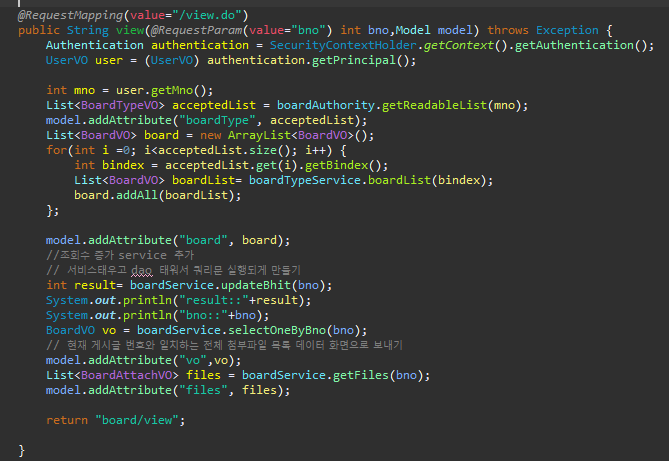 @RequestMapping(value="/view.do")
public String view(@RequestParam(value="bno") int bno,Model model) throws Exception {
Authentication authentication = SecurityContextHolder.getContext().getAuthentication();
UserVO user = (UserVO) authentication.getPrincipal();
int mno = user.getMno();
List<BoardTypeVO> acceptedList = boardAuthority.getReadableList(mno);
model.addAttribute("boardType", acceptedList);
List<BoardVO> board = new ArrayList<BoardVO>();
for(int i =0; i<acceptedList.size(); i++) {
int bindex = acceptedList.get(i).getBindex();
List<BoardVO> boardList= boardTypeService.boardList(bindex);
board.addAll(boardList);
};
model.addAttribute("board", board);
//조회수 증가 service 추가
// 서비스태우고 dao 태워서 쿼리문 실행되게 만들기
int result= boardService.updateBhit(bno);
System.out.println("result::"+result);
System.out.println("bno::"+bno);
BoardVO vo = boardService.selectOneByBno(bno);
// 현재 게시글 번호와 일치하는 전체 첨부파일 목록 데이터 화면으로 보내기
model.addAttribute("vo",vo);
List<BoardAttachVO> files = boardService.getFiles(bno);
model.addAttribute("files", files);
return "board/view";
}